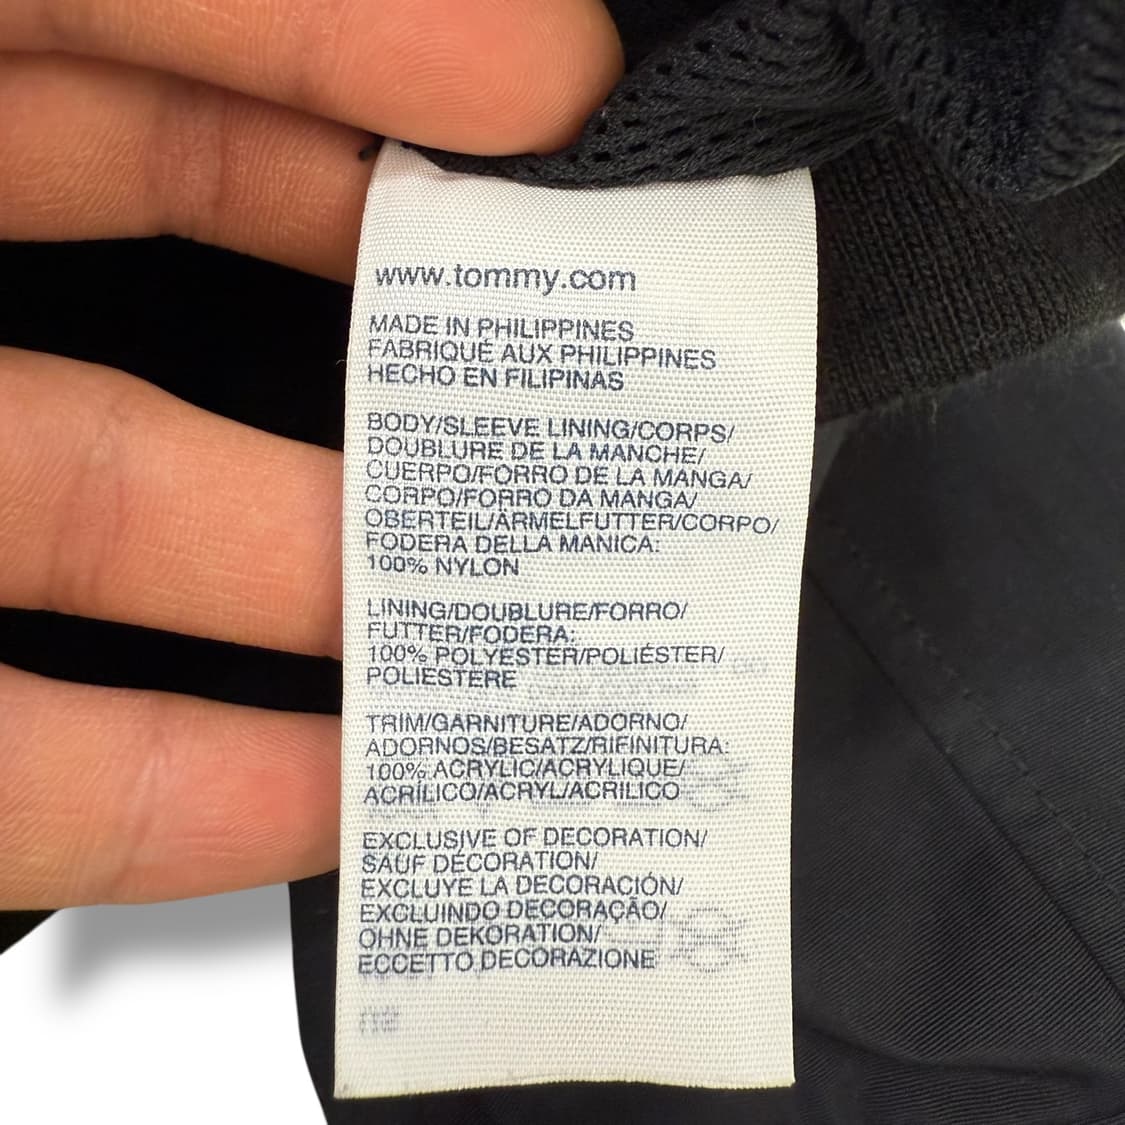 www.tommy.com
MADE IN PHILIPPINES
FABRIQUÉ AUX PHILIPPINES
HECHO EN FILIPINAS
BODY/SLEEVE LINING/CORPS/
DOUBLURE DE LA MANCHE/
CUERPO/FORRO DE LA MANGA/
CORPO/FORRO DA MANGA/
OBERTEIL/ÄRMELFUTTER/CORPO/
FODERA DELLA MANICA:
100% NYLON
LINING/DOUBLURE/FORRO/
FUTTER/FODERA:
100% POLYESTER/POLIÉSTER/
POLIESTERE
TRIM/GARNITURE/ADORNO/
ADORNOS/BESATZ/RIFINITURA:
100% ACRYLIC/ACRYLIQUE/
ACRÍLICO/ACRYL/ACRILICO
EXCLUSIVE OF DECORATION/
SAUF DÉCORATION/
EXCLUYE LA DECORACIÓN/
EXCLUINDO DECORAÇÃO/
OHNE DEKORATION/
ECCETTO DECORAZIONE